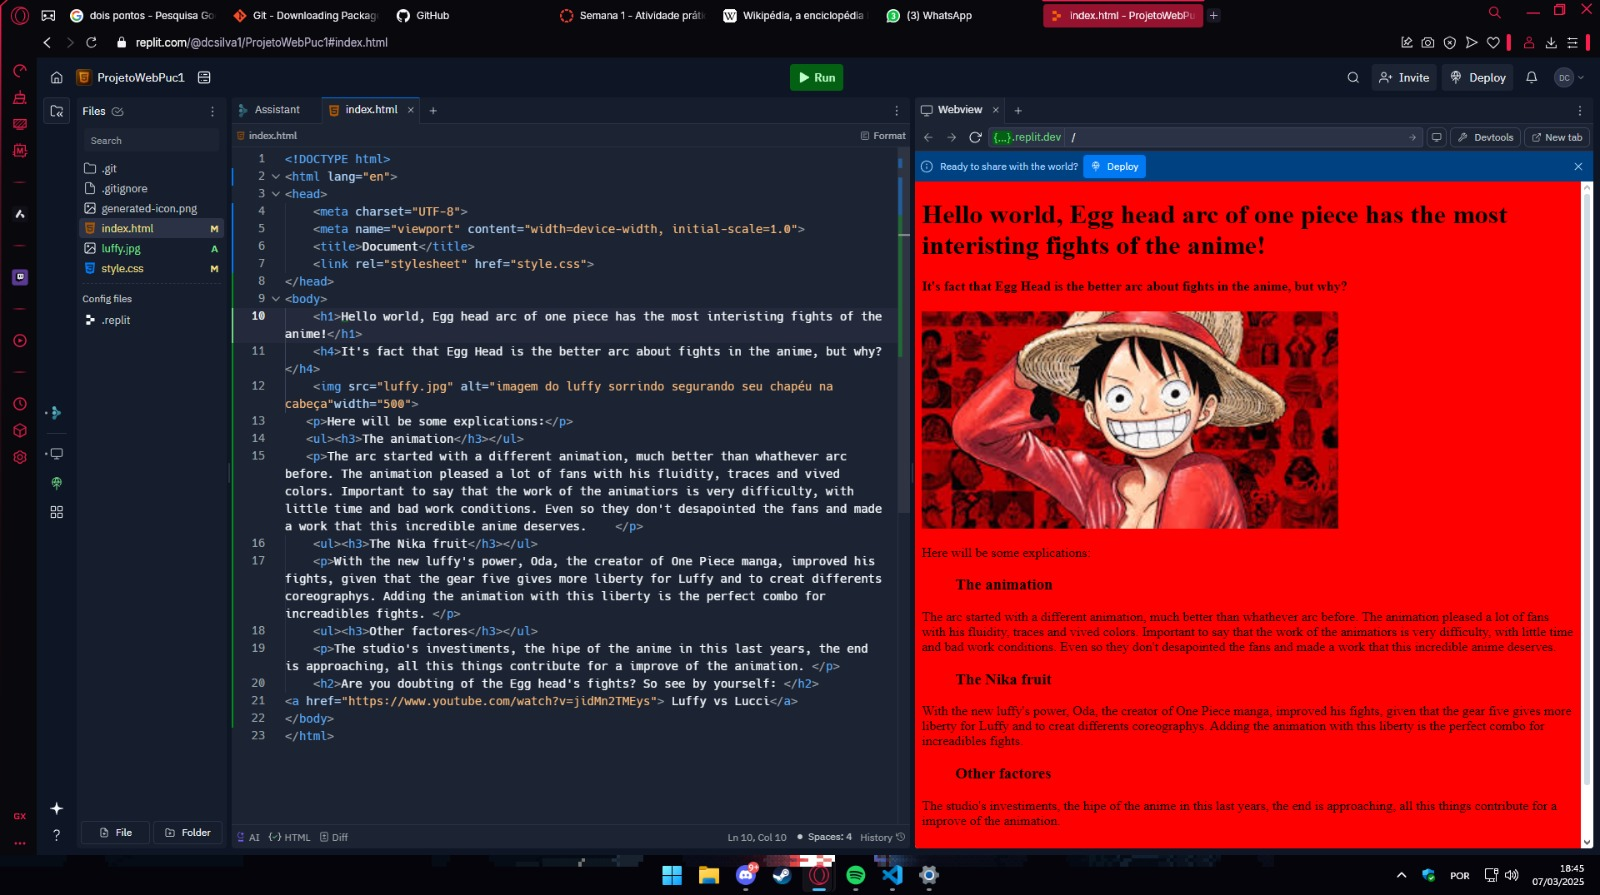 dois pontos - Pesquisa Go
Git - Downloading Packag
GitHub
Semana 1 - Atividade práti
Wikipédia, a enciclopédia
(3) WhatsApp
index.html - ProjetoWebPu
replit.com/@dcsilva1/ProjetoWebPuc1#index.html
ProjetoWebPuc1
Run
Invite
Deploy
DC
Files
Assistant
index.html
Webview
Search
index.html
Format
{...}.replit.dev /
Devtools
New tab
Ready to share with the world?
Deploy
.git
.gitignore
generated-icon.png
index.html M
luffy.jpg A
style.css M
Config files
.replit
File
Folder
1 <!DOCTYPE html>
2 <html lang="en">
3 <head>
4 <meta charset="UTF-8">
5 <meta name="viewport" content="width=device-width, initial-scale=1.0">
6 <title>Document</title>
7 <link rel="stylesheet" href="style.css">
8 </head>
9 <body>
10 <h1>Hello world, Egg head arc of one piece has the most interisting fights of the
anime!</h1>
11 <h4>It's fact that Egg Head is the better arc about fights in the anime, but why?
</h4>
12 <img src="luffy.jpg" alt="imagem do luffy sorrindo segurando seu chapéu na
cabeça"width="500">
13 <p>Here will be some explications:</p>
14 <ul><h3>The animation</h3></ul>
15 <p>The arc started with a different animation, much better than whathever arc
before. The animation pleased a lot of fans with his fluidity, traces and vived
colors. Important to say that the work of the animatiors is very difficulty, with
little time and bad work conditions. Even so they don't desapointed the fans and made
a work that this incredible anime deserves. </p>
16 <ul><h3>The Nika fruit</h3></ul>
17 <p>With the new luffy's power, Oda, the creator of One Piece manga, improved his
fights, given that the gear five gives more liberty for Luffy and to creat differents
coreographys. Adding the animation with this liberty is the perfect combo for
increadibles fights. </p>
18 <ul><h3>Other factores</h3></ul>
19 <p>The studio's investiments, the hipe of the anime in this last years, the end
is approaching, all this things contribute for a improve of the animation. </p>
20 <h2>Are you doubting of the Egg head's fights? So see by yourself: </h2>
21 <a href="https://www.youtube.com/watch?v=jidMn2TMEys"> Luffy vs Lucci</a>
22 </body>
23 </html>
AI
HTML
Diff
Ln 10, Col 10
Spaces: 4
History
Hello world, Egg head arc of one piece has the most
interisting fights of the anime!
It's fact that Egg Head is the better arc about fights in the anime, but why?
Here will be some explications:
The animation
The arc started with a different animation, much better than whathever arc before. The animation pleased a lot of fans
with his fluidity, traces and vived colors. Important to say that the work of the animatiors is very difficulty, with little time
and bad work conditions. Even so they don't desapointed the fans and made a work that this incredible anime deserves.
The Nika fruit
With the new luffy's power, Oda, the creator of One Piece manga, improved his fights, given that the gear five gives more
liberty for Luffy and to creat differents coreographys. Adding the animation with this liberty is the perfect combo for
increadibles fights.
Other factores
The studio's investiments, the hipe of the anime in this last years, the end is approaching, all this things contribute for a
improve of the animation.
GX
?
9+
POR
18:45
07/03/2025